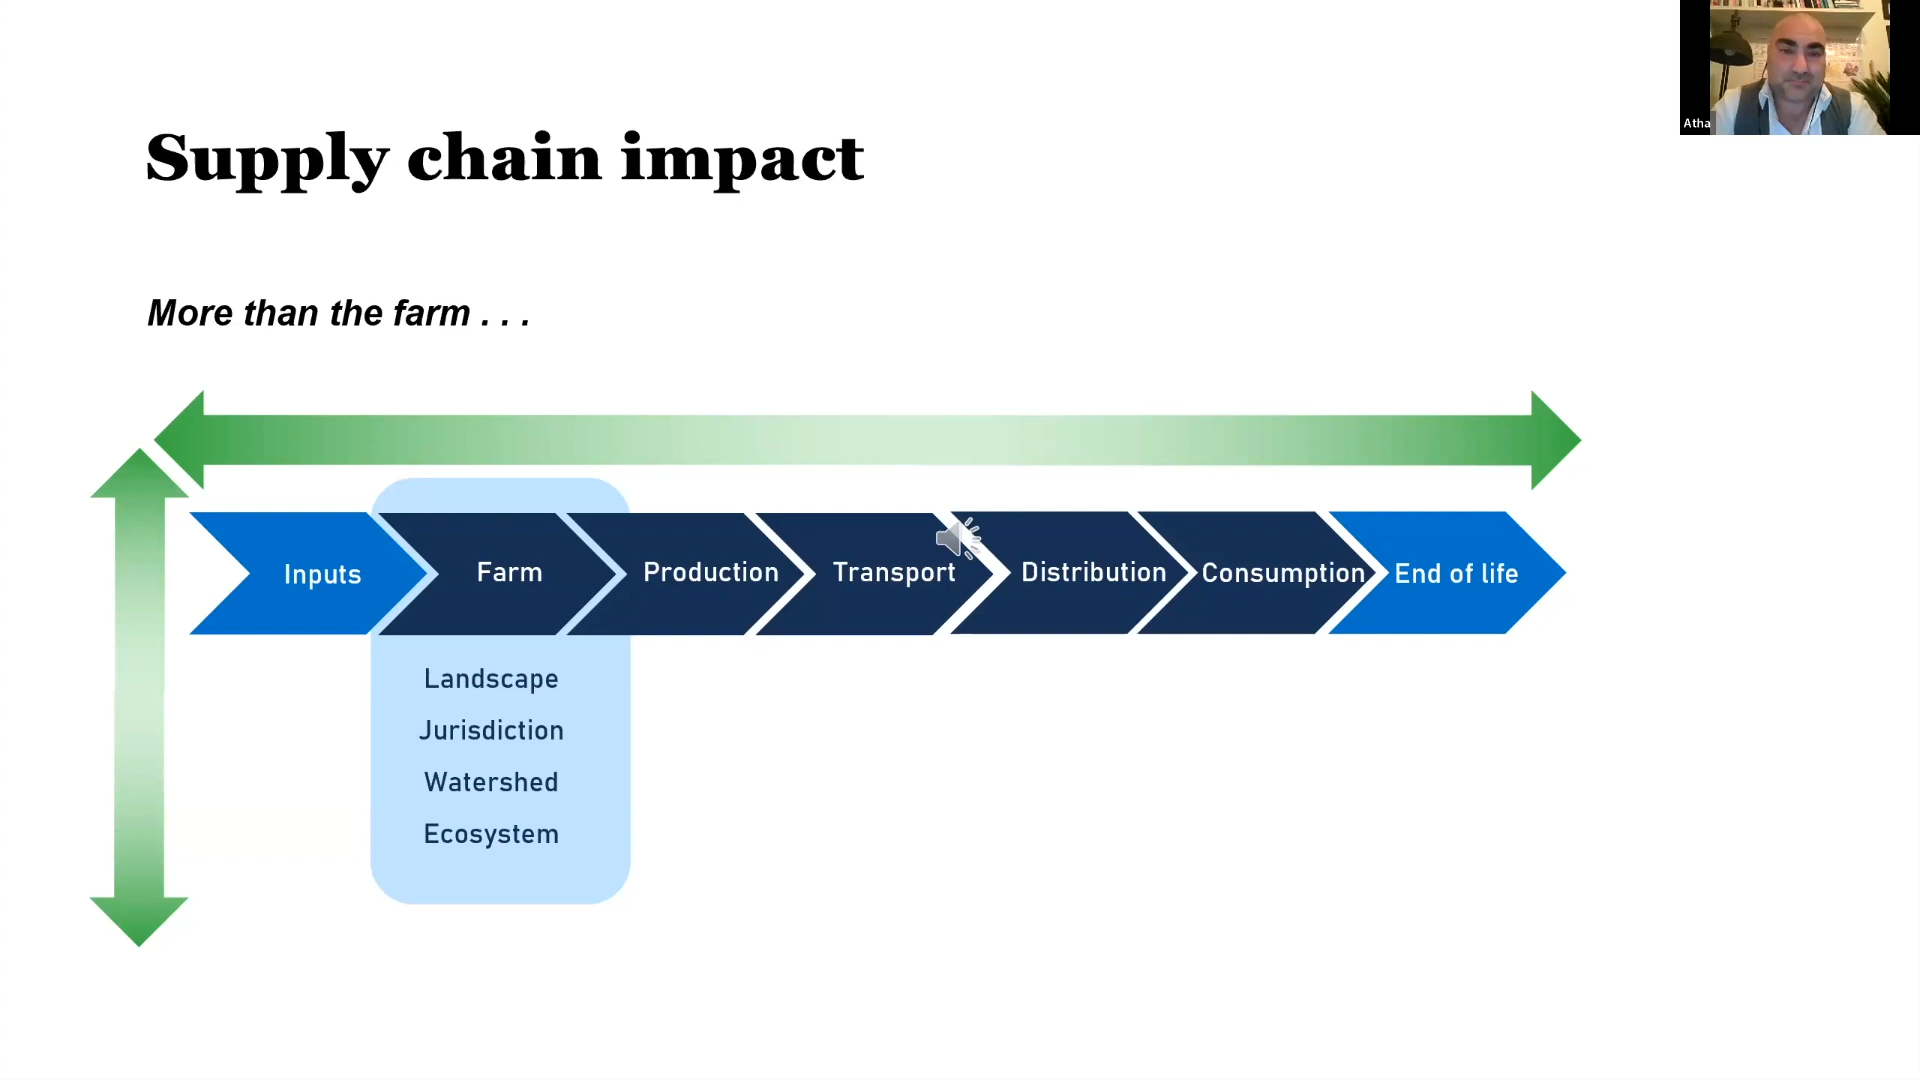 Atha
Supply chain impact
More than the farm . . .
Inputs
Farm
Production
Transport
Distribution
Consumption
End of life
Landscape
Jurisdiction
Watershed
Ecosystem